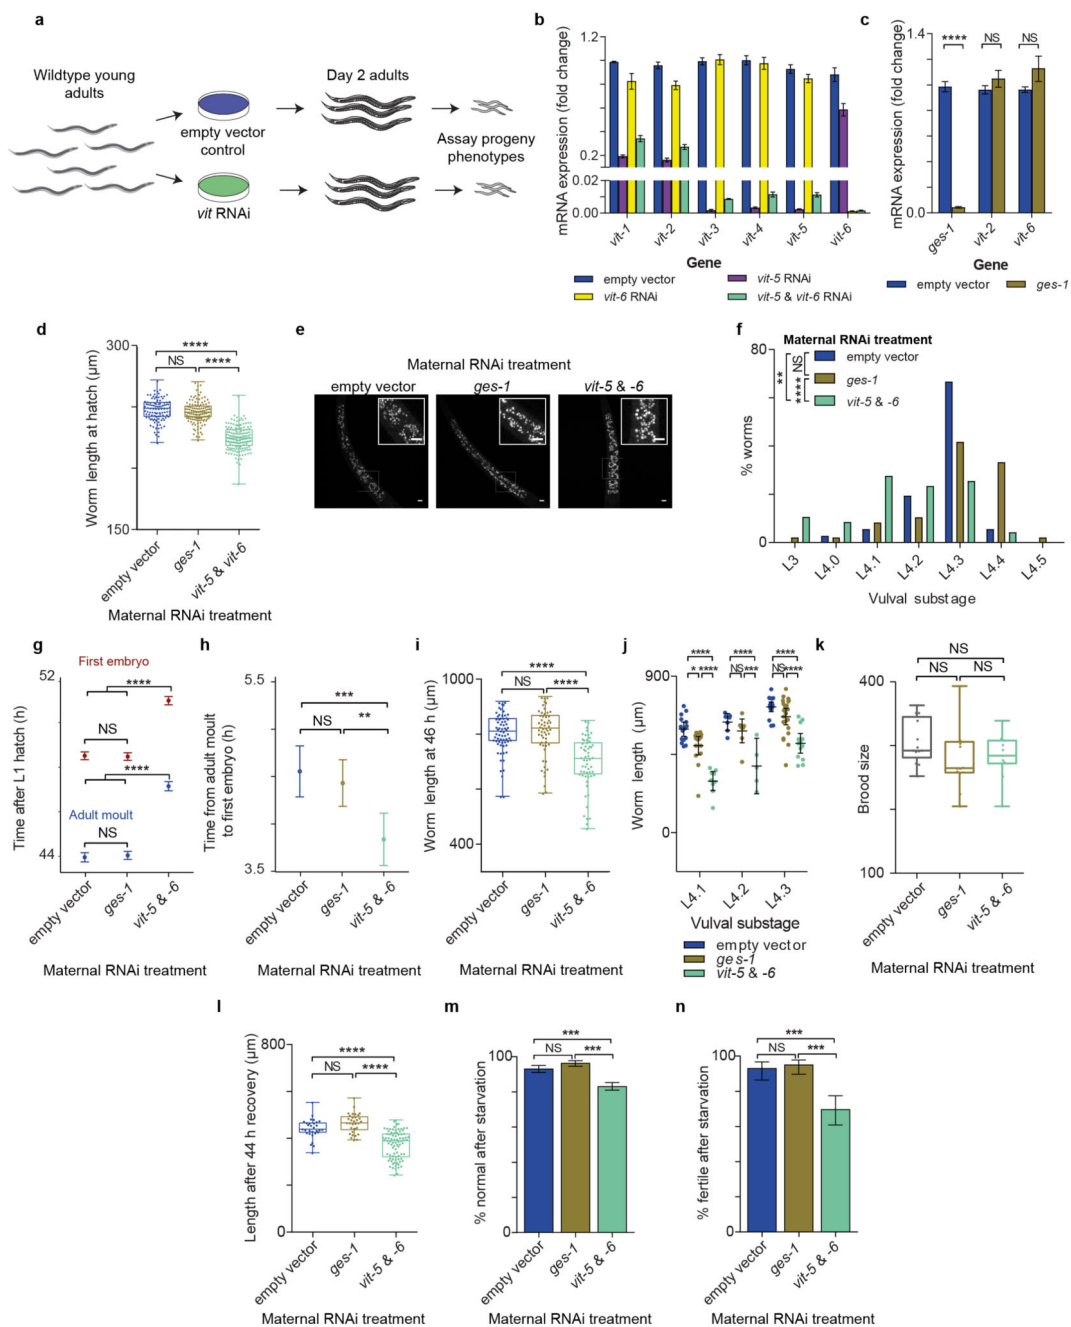 a
Wildtype young
adults
empty vector
control
vit RNAi
Day 2 adults
Assay progeny
phenotypes
b
mRNA expression (fold change)
1.2
0.2
0.02
0.00
vit-1
vit-2
vit-3
vit-4
vit-5
vit-6
Gene
empty vector
vit-6 RNAi
vit-5 RNAi
vit-5 & vit-6 RNAi
c
mRNA expression (fold change)
1.4
0.0
****
NS
NS
ges-1
vit-2
vit-6
Gene
empty vector
ges-1
d
Worm length at hatch (µm)
300
150
****
NS
****
empty vector
ges-1
vit-5 & vit-6
Maternal RNAi treatment
e
Maternal RNAi treatment
empty vector
ges-1
vit-5 & -6
f
Maternal RNAi treatment
empty vector
ges-1
vit-5 & -6
**
NS
****
% worms
80
0
L3
L4.0
L4.1
L4.2
L4.3
L4.4
L4.5
Vulval substage
g
Time after L1 hatch (h)
52
44
First embryo
****
NS
****
Adult moult
NS
empty vector
ges-1
vit-5 & -6
Maternal RNAi treatment
h
Time from adult moult
to first embryo (h)
5.5
3.5
***
NS
**
empty vector
ges-1
vit-5 & -6
Maternal RNAi treatment
i
Worm length at 46 h (µm)
1000
400
****
NS
****
empty vector
ges-1
vit-5 & -6
Maternal RNAi treatment
j
Worm length (µm)
900
0
****
*
****
****
NS
***
****
NS
****
L4.1
L4.2
L4.3
Vulval substage
empty vector
ges-1
vit-5 & -6
k
Brood size
400
100
NS
NS
NS
empty vector
ges-1
vit-5 & -6
Maternal RNAi treatment
l
Length after 44 h recovery (µm)
800
0
****
NS
****
empty vector
ges-1
vit-5 & -6
Maternal RNAi treatment
m
% normal after starvation
100
0
***
NS
***
empty vector
ges-1
vit-5 & -6
Maternal RNAi treatment
n
% fertile after starvation
100
0
***
NS
***
empty vector
ges-1
vit-5 & -6
Maternal RNAi treatment